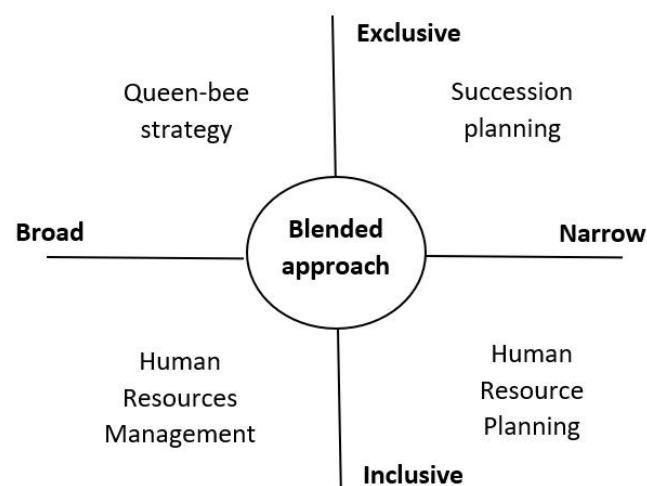 Exclusive
Queen-bee
strategy
Succession
planning
Broad
Blended
approach
Narrow
Human
Resources
Management
Human
Resource
Planning
Inclusive